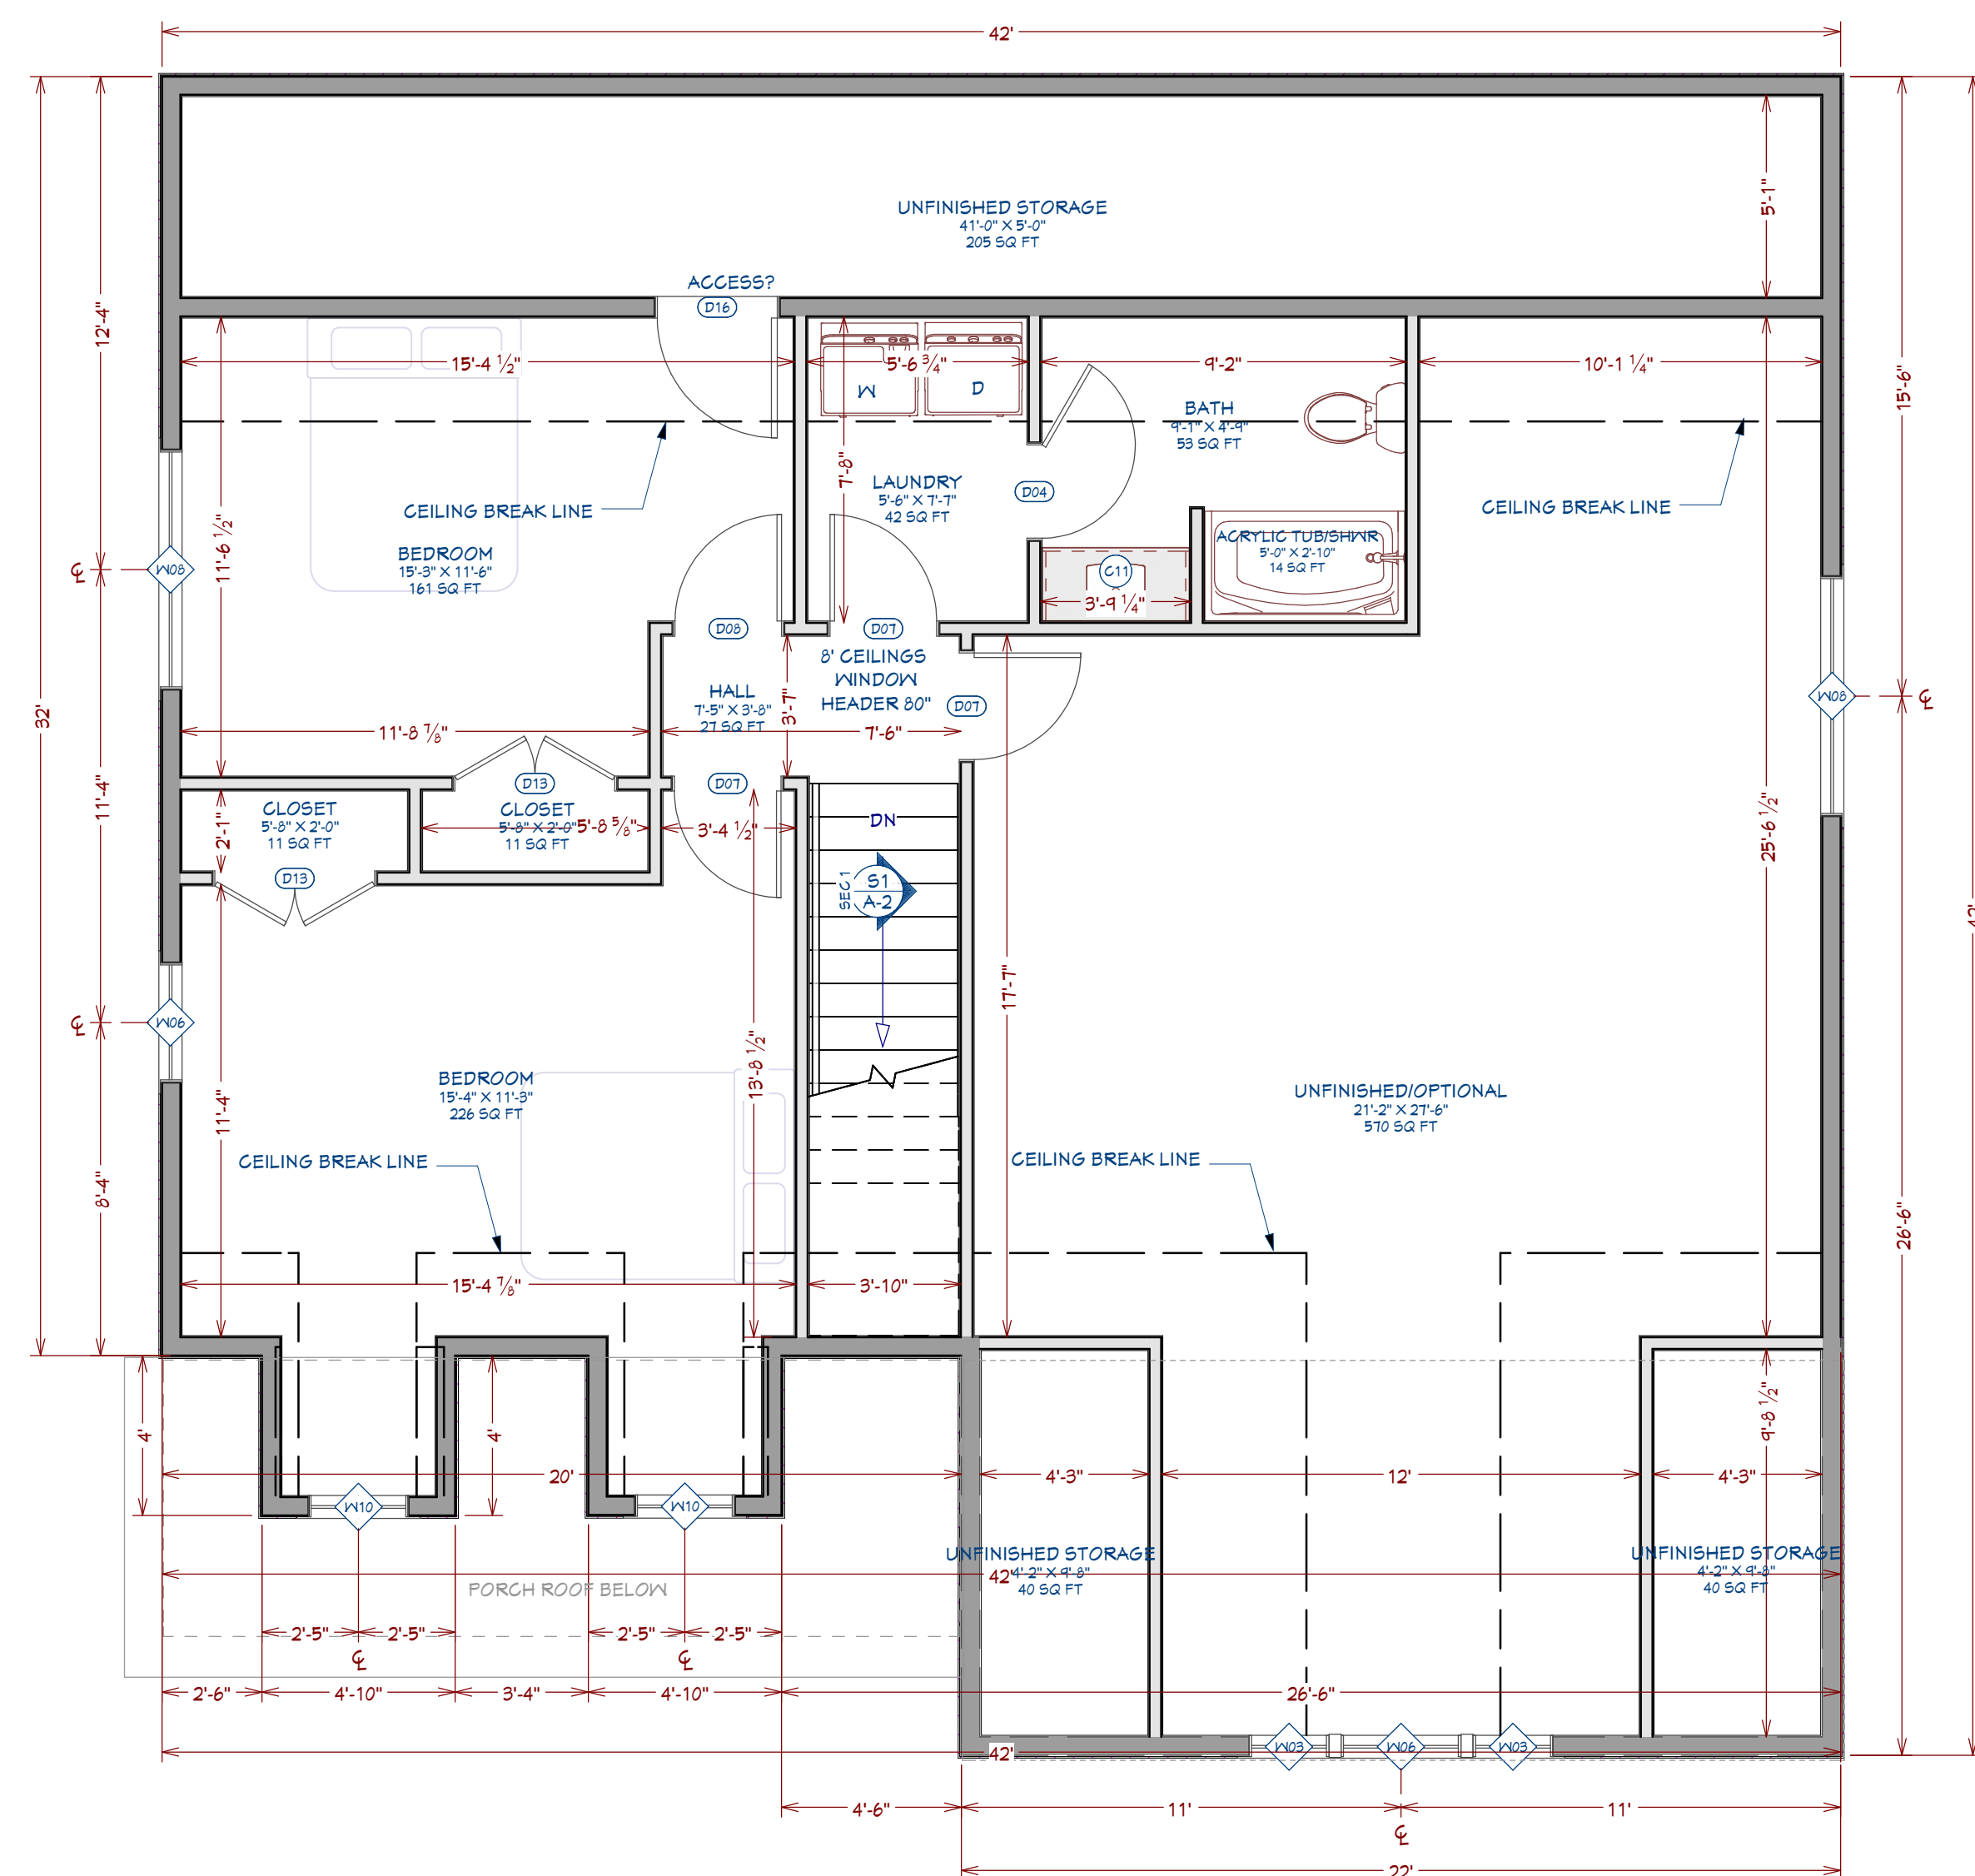 42'
UNFINISHED STORAGE
41'-0" X 5'-0"
205 SQ FT
5'-1"
ACCESS?
D16
12'-4"
15'-6"
15'-4 1/2"
5'-6 3/4"
9'-2"
10'-1 1/4"
W
D
BATH
9'-1" X 4'-9"
53 SQ FT
7'-8"
LAUNDRY
5'-6" X 7'-7"
42 SQ FT
D04
CEILING BREAK LINE
CEILING BREAK LINE
11'-6 1/2"
BEDROOM
15'-3" X 11'-6"
161 SQ FT
ACRYLIC TUB/SHWR
5'-0" X 2'-10"
14 SQ FT
W08
C11
3'-9 1/4"
D08
D07
8' CEILINGS
WINDOW
HEADER 80"
HALL
7'-5" X 3'-8"
27 SQ FT
3'-7"
D07
W08
32'
11'-8 7/8"
7'-6"
D13
D07
11'-4"
CLOSET
5'-8" X 2'-0"
11 SQ FT
CLOSET
5'-8" X 2'-0"
11 SQ FT
2'-1"
5'-8 5/8"
3'-4 1/2"
DN
25'-6 1/2"
D13
SEC 1
S1
A-2
42'
17'-7"
W06
13'-8 1/2"
BEDROOM
15'-4" X 11'-3"
226 SQ FT
11'-4"
UNFINISHED/OPTIONAL
21'-2" X 27'-6"
570 SQ FT
CEILING BREAK LINE
CEILING BREAK LINE
8'-4"
26'-6"
15'-4 7/8"
3'-10"
4'
4'
9'-8 1/2"
20'
4'-3"
12'
4'-3"
W10
W10
UNFINISHED STORAGE
4'-2" X 9'-8"
40 SQ FT
UNFINISHED STORAGE
4'-2" X 9'-8"
40 SQ FT
42'
PORCH ROOF BELOW
2'-5"
2'-5"
2'-5"
2'-5"
2'-6"
4'-10"
3'-4"
4'-10"
26'-6"
42'
W03
W06
W03
4'-6"
11'
11'
22'